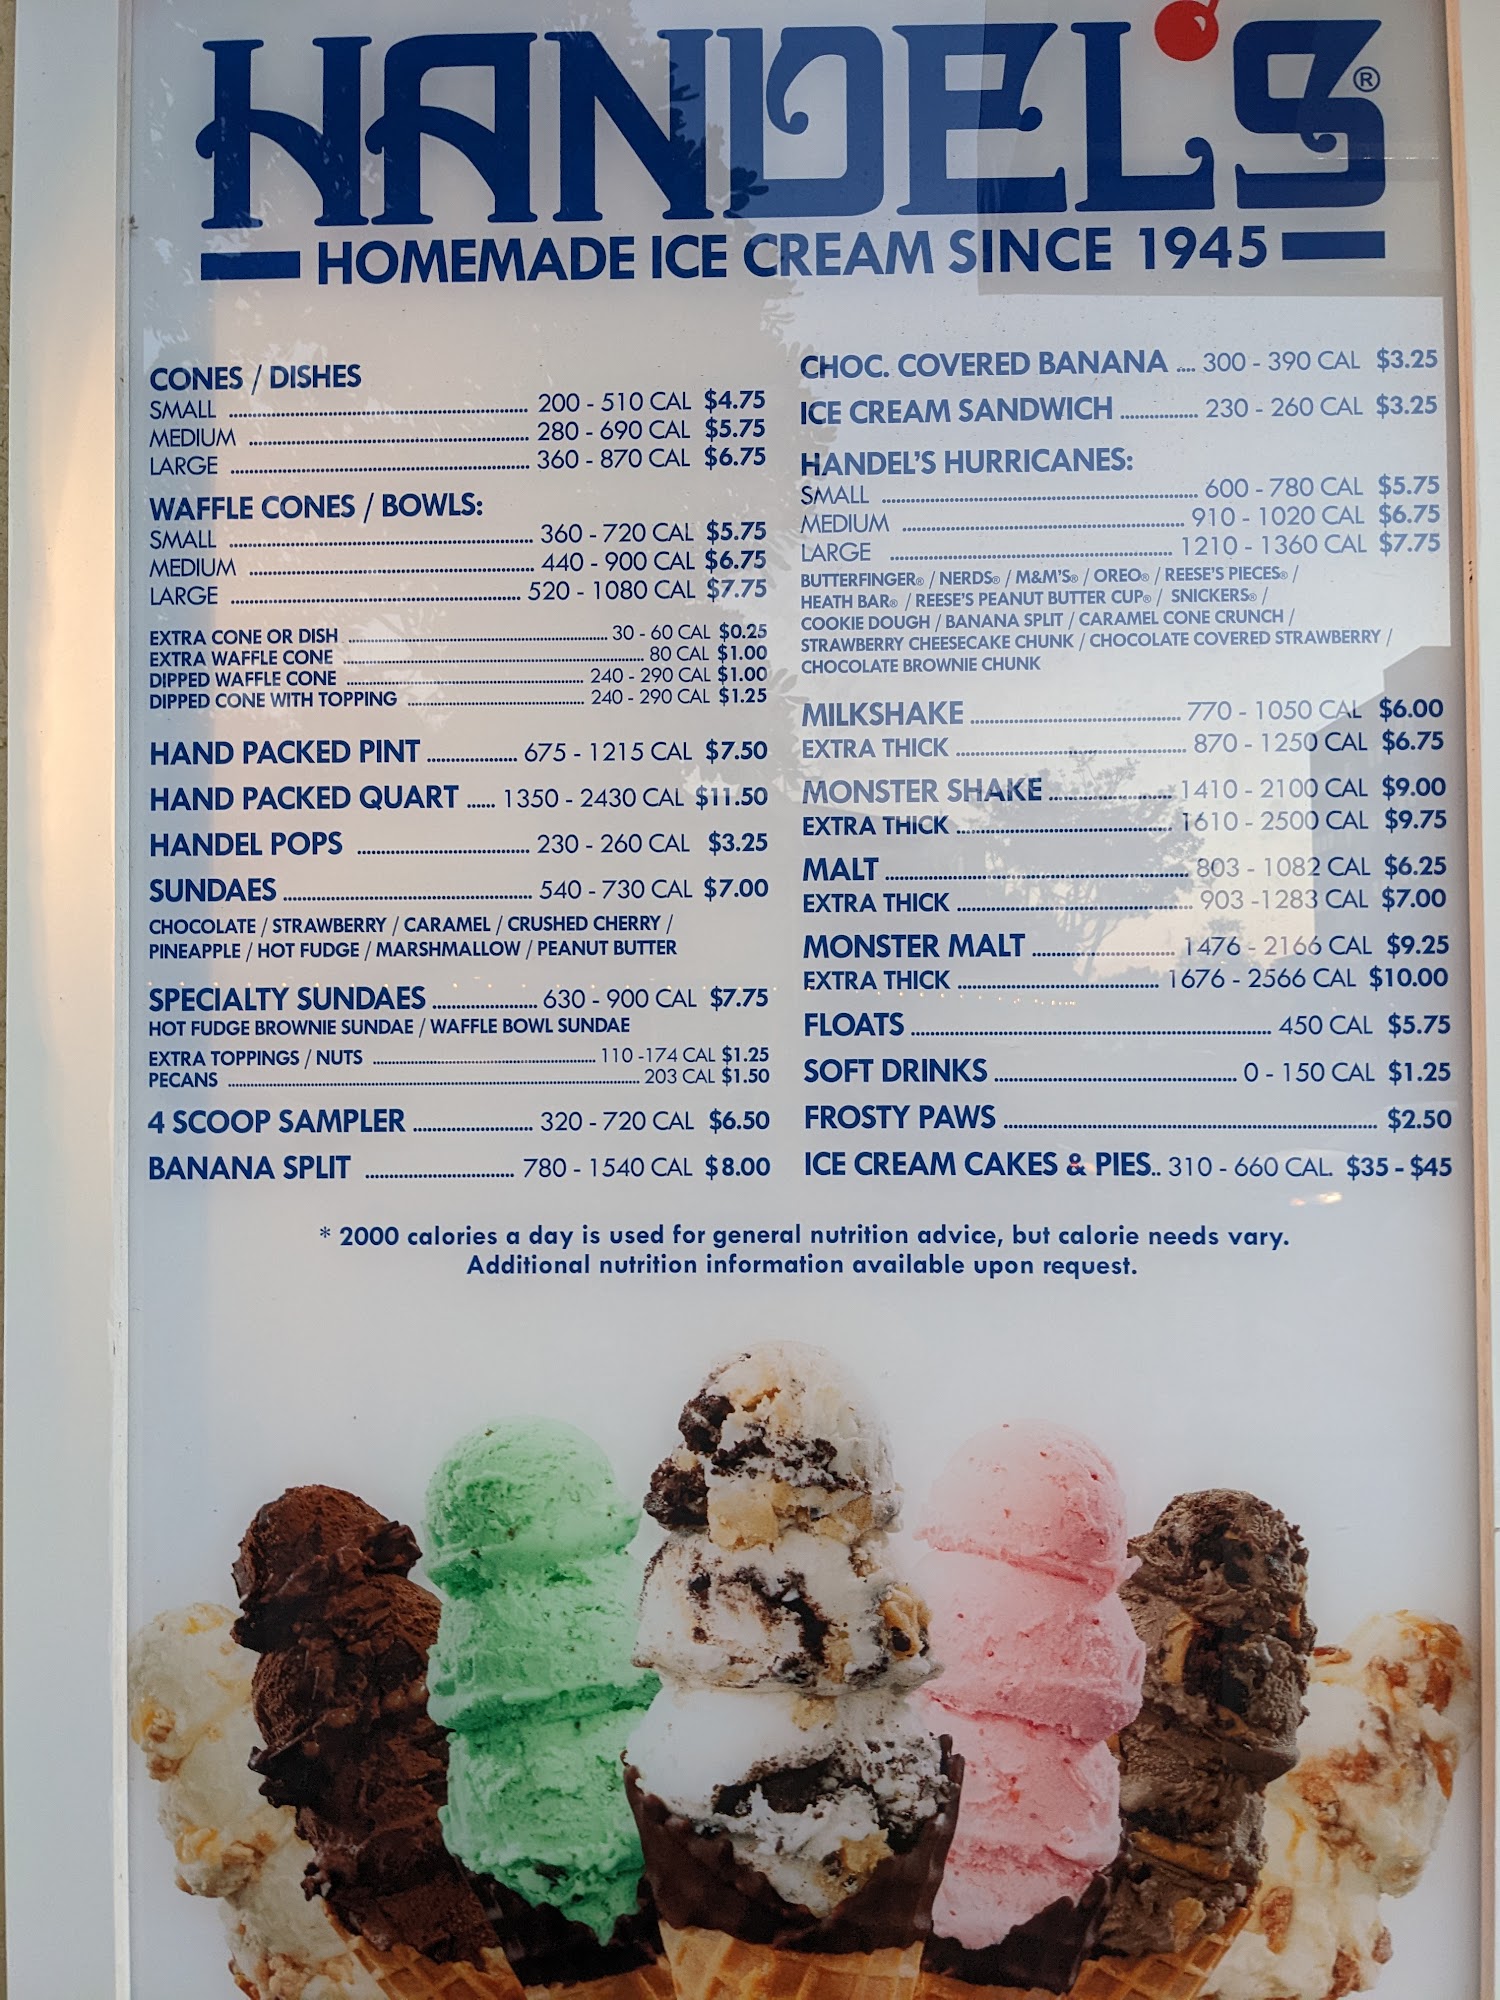 HANDEL'S®
HOMEMADE ICE CREAM SINCE 1945
CONES / DISHES
SMALL 200 - 510 CAL $4.75
MEDIUM 280 - 690 CAL $5.75
LARGE 360 - 870 CAL $6.75
WAFFLE CONES / BOWLS:
SMALL 360 - 720 CAL $5.75
MEDIUM 440 - 900 CAL $6.75
LARGE 520 - 1080 CAL $7.75
EXTRA CONE OR DISH 30 - 60 CAL $0.25
EXTRA WAFFLE CONE 80 CAL $1.00
DIPPED WAFFLE CONE 240 - 290 CAL $1.00
DIPPED CONE WITH TOPPING 240 - 290 CAL $1.25
HAND PACKED PINT 675 - 1215 CAL $7.50
HAND PACKED QUART 1350 - 2430 CAL $11.50
HANDEL POPS 230 - 260 CAL $3.25
SUNDAES 540 - 730 CAL $7.00
CHOCOLATE / STRAWBERRY / CARAMEL / CRUSHED CHERRY /
PINEAPPLE / HOT FUDGE / MARSHMALLOW / PEANUT BUTTER
SPECIALTY SUNDAES 630 - 900 CAL $7.75
HOT FUDGE BROWNIE SUNDAE / WAFFLE BOWL SUNDAE
EXTRA TOPPINGS / NUTS 110 -174 CAL $1.25
PECANS 203 CAL $1.50
4 SCOOP SAMPLER 320 - 720 CAL $6.50
BANANA SPLIT 780 - 1540 CAL $8.00
CHOC. COVERED BANANA .... 300 - 390 CAL $3.25
ICE CREAM SANDWICH 230 - 260 CAL $3.25
HANDEL'S HURRICANES:
SMALL 600 - 780 CAL $5.75
MEDIUM 910 - 1020 CAL $6.75
LARGE 1210 - 1360 CAL $7.75
BUTTERFINGER® / NERDS® / M&M'S® / OREO® / REESE'S PIECES® /
HEATH BAR® / REESE'S PEANUT BUTTER CUP® / SNICKERS® /
COOKIE DOUGH / BANANA SPLIT / CARAMEL CONE CRUNCH /
STRAWBERRY CHEESECAKE CHUNK / CHOCOLATE COVERED STRAWBERRY /
CHOCOLATE BROWNIE CHUNK
MILKSHAKE 770 - 1050 CAL $6.00
EXTRA THICK 870 - 1250 CAL $6.75
MONSTER SHAKE 1410 - 2100 CAL $9.00
EXTRA THICK 1610 - 2500 CAL $9.75
MALT 803 - 1082 CAL $6.25
EXTRA THICK 903 -1283 CAL $7.00
MONSTER MALT 1476 - 2166 CAL $9.25
EXTRA THICK 1676 - 2566 CAL $10.00
FLOATS 450 CAL $5.75
SOFT DRINKS 0 - 150 CAL $1.25
FROSTY PAWS $2.50
ICE CREAM CAKES & PIES.. 310 - 660 CAL. $35 - $45
* 2000 calories a day is used for general nutrition advice, but calorie needs vary.
Additional nutrition information available upon request.